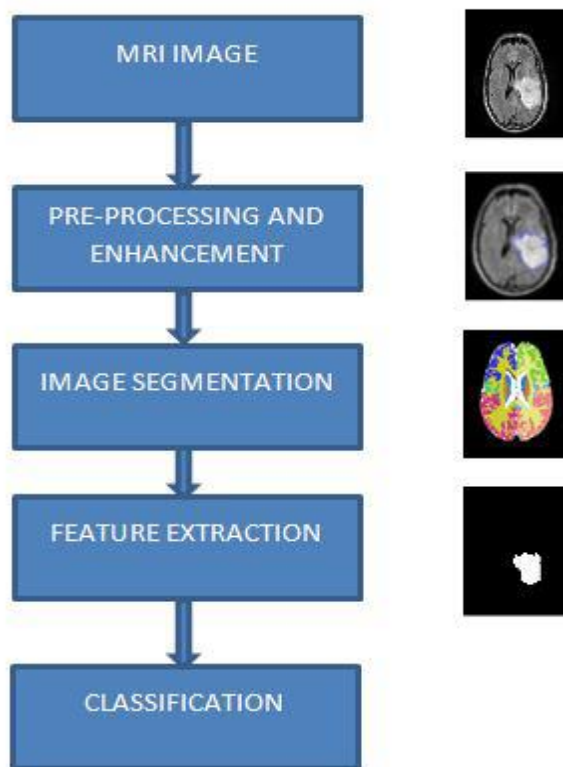 MRI IMAGE
PRE-PROCESSING AND
ENHANCEMENT
IMAGE SEGMENTATION
FEATURE EXTRACTION
CLASSIFICATION